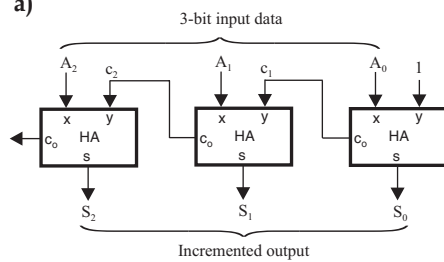 a)
3-bit input data
A2 c2 A1 c1 A0 1
x y x y x y
co HA co HA co HA
s s s
S2 S1 S0
Incremented output